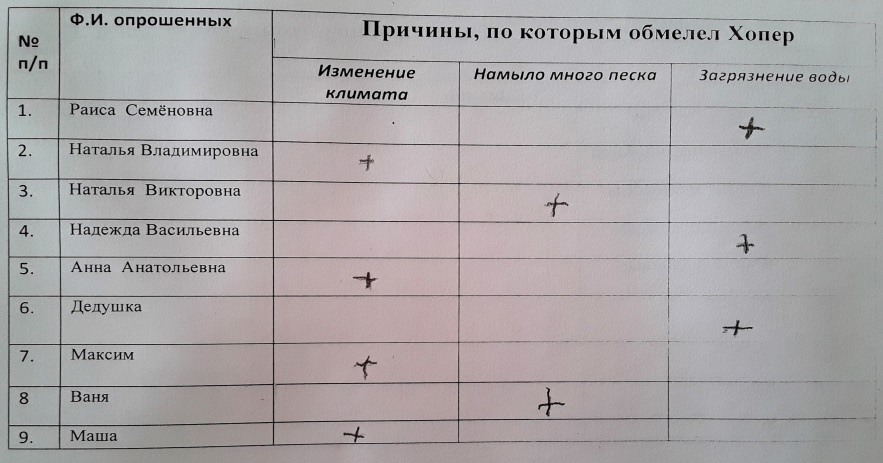 № п/п Ф.И. опрошенных Причины, по которым обмелел Хопер
Изменение климата Намыло много песка Загрязнение воды
1. Раиса Семёновна +
2. Наталья Владимировна +
3. Наталья Викторовна +
4. Надежда Васильевна +
5. Анна Анатольевна +
6. Дедушка +
7. Максим +
8 Ваня +
9. Маша +